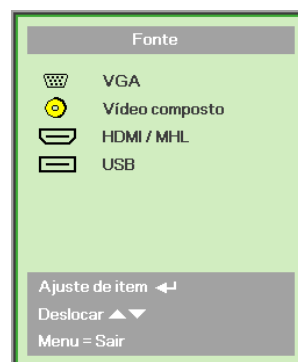 Fonte
VGA
Vídeo composto
HDMI / MHL
USB
Ajuste de item
Deslocar
Menu = Sair